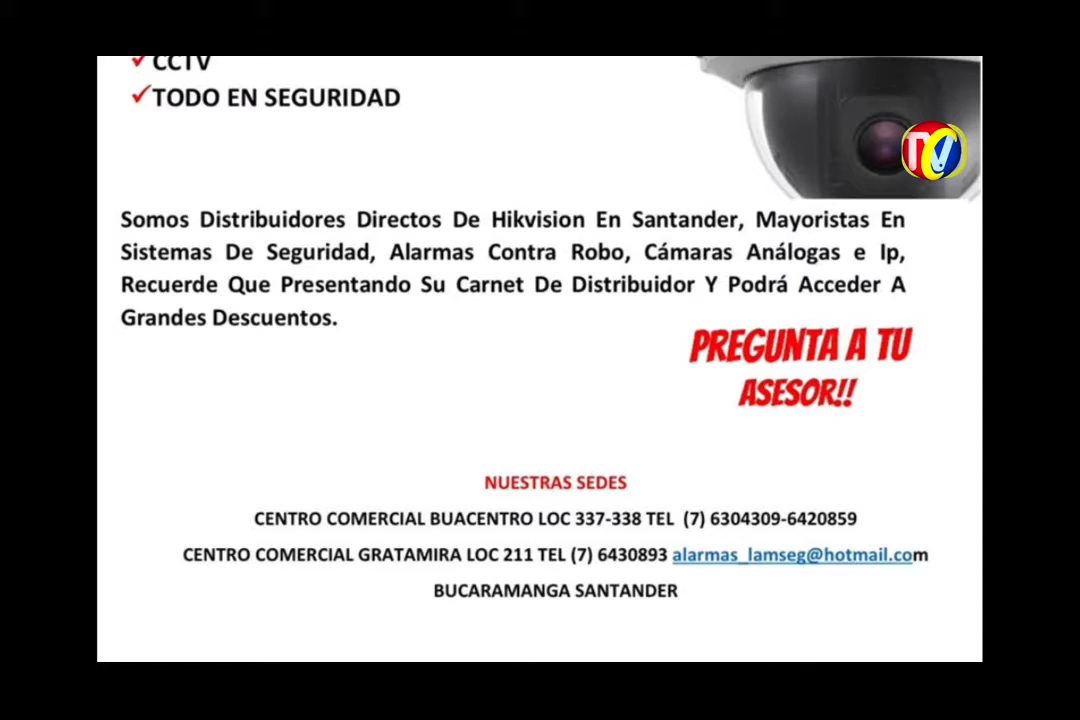 ✓CCTV
✓TODO EN SEGURIDAD
TVC
Somos Distribuidores Directos De Hikvision En Santander, Mayoristas En
Sistemas De Seguridad, Alarmas Contra Robo, Cámaras Análogas e Ip,
Recuerde Que Presentando Su Carnet De Distribuidor Y Podrá Acceder A
Grandes Descuentos.
PREGUNTA A TU
ASESOR!!
NUESTRAS SEDES
CENTRO COMERCIAL BUACENTRO LOC 337-338 TEL (7) 6304309-6420859
CENTRO COMERCIAL GRATAMIRA LOC 211 TEL (7) 6430893 alarmas_lamseg@hotmail.com
BUCARAMANGA SANTANDER